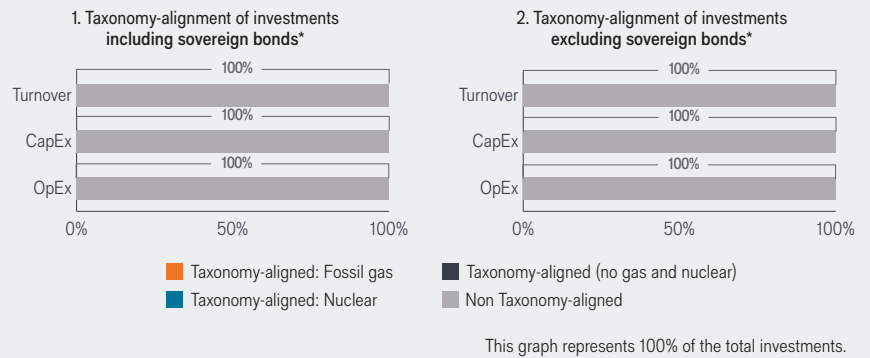 1. Taxonomy-alignment of investments
including sovereign bonds*
100%
Turnover
100%
CapEx
100%
OpEx
0%
50%
100%
2. Taxonomy-alignment of investments
excluding sovereign bonds*
100%
Turnover
100%
CapEx
100%
OpEx
0%
50%
100%
Taxonomy-aligned: Fossil gas
Taxonomy-aligned: Nuclear
Taxonomy-aligned (no gas and nuclear)
Non Taxonomy-aligned
This graph represents 100% of the total investments.